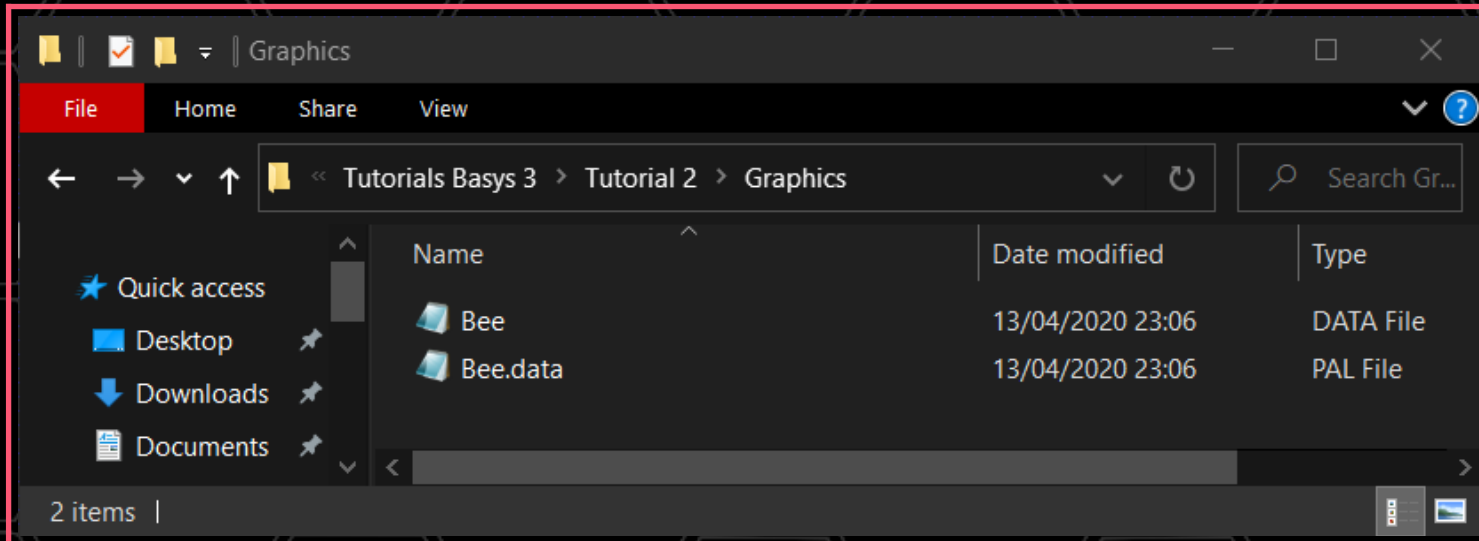 Graphics
File Home Share View
Tutorials Basys 3 > Tutorial 2 > Graphics Search Gr...
Name Date modified Type
Quick access
Desktop
Downloads
Documents
Bee 13/04/2020 23:06 DATA File
Bee.data 13/04/2020 23:06 PAL File
2 items